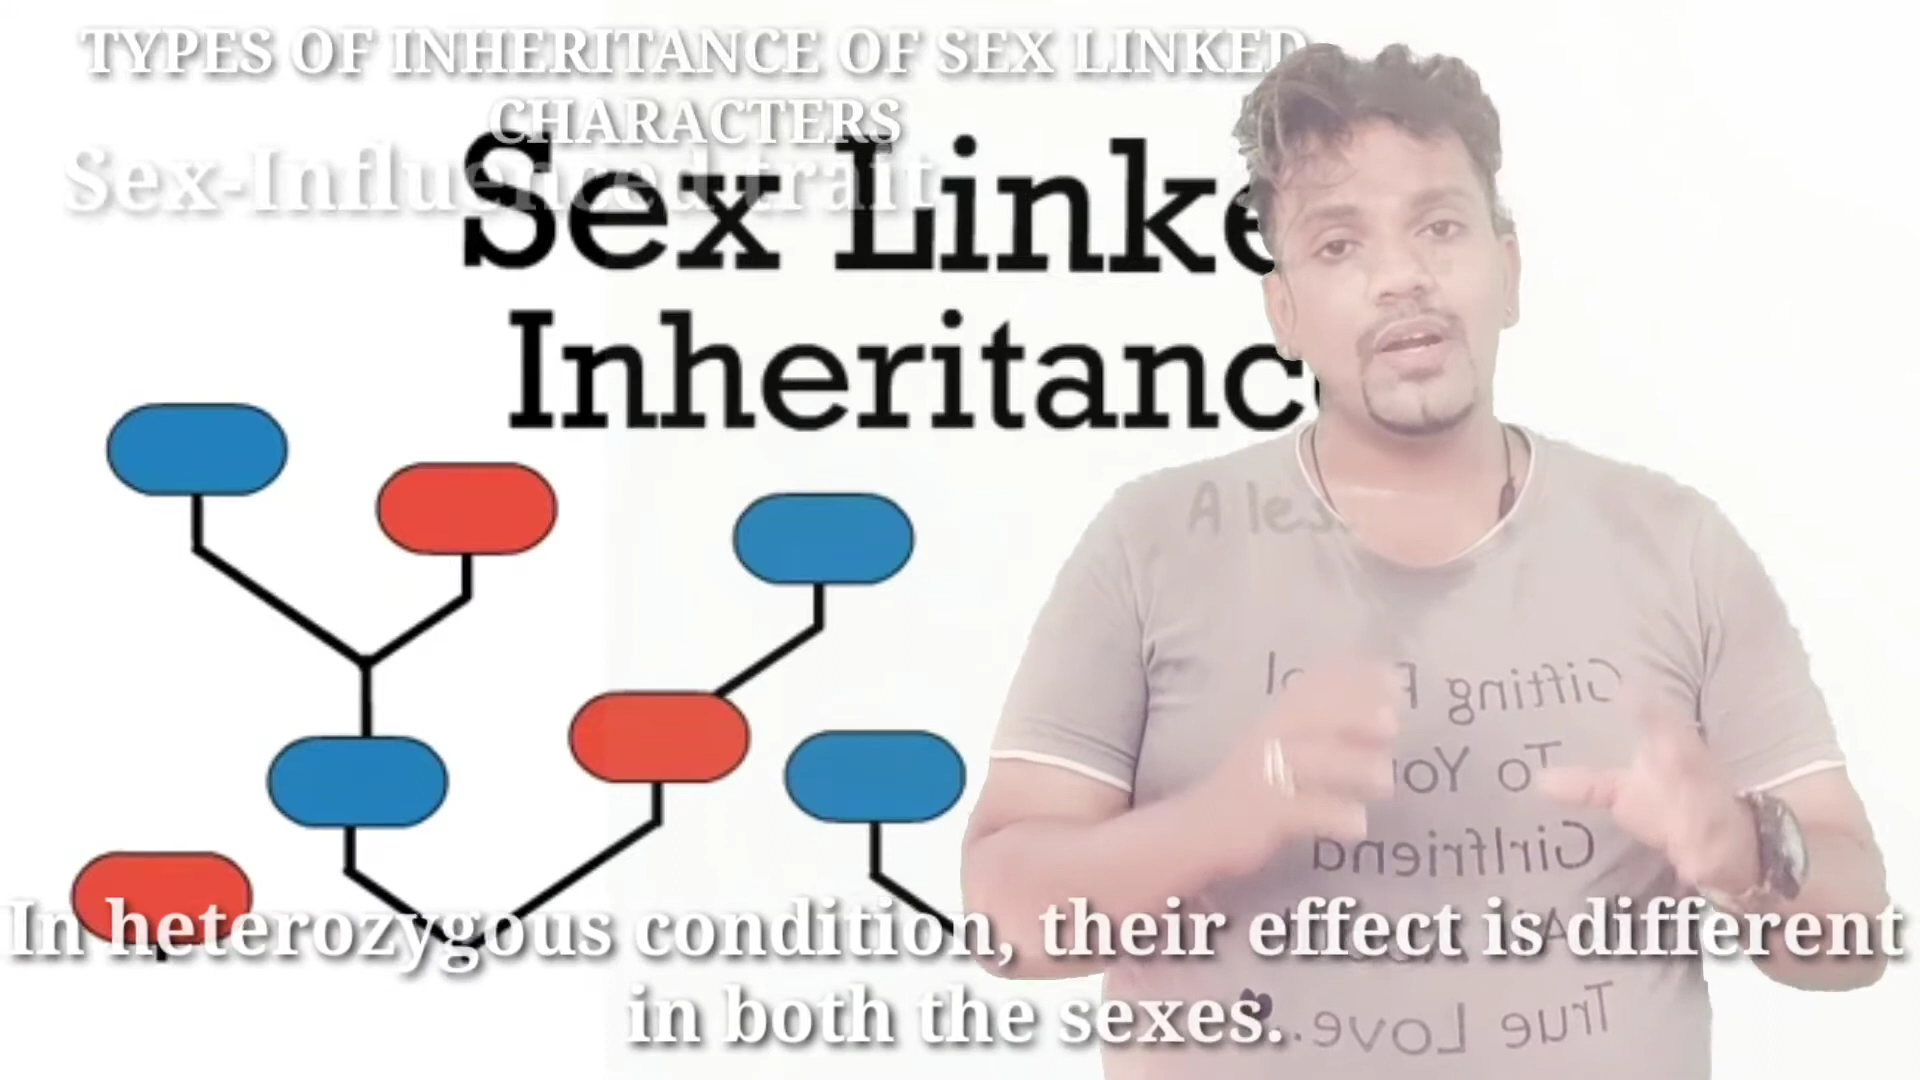 TYPES OF INHERITANCE OF SEX LINKED
CHARACTERS
Sex-Influenced trait
Sex Linke
Inheritanc
A les
Gifting
To You
Girlfriend
True Love.
In heterozygous condition, their effect is different
in both the sexes.